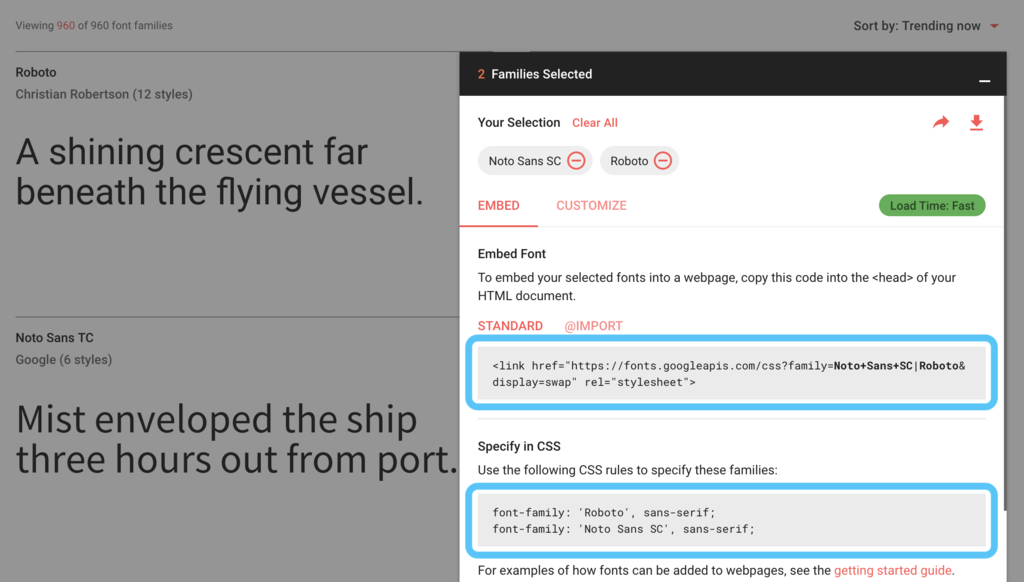 Viewing 960 of 960 font families
Sort by: Trending now
Roboto
Christian Robertson (12 styles)
A shining crescent far
beneath the flying vessel.
Noto Sans TC
Google (6 styles)
Mist enveloped the ship
three hours out from port.
2 Families Selected
Your Selection Clear All
Noto Sans SC Roboto
EMBED CUSTOMIZE Load Time: Fast
Embed Font
To embed your selected fonts into a webpage, copy this code into the <head> of your
HTML document.
STANDARD @IMPORT
<link href="https://fonts.googleapis.com/css?family=Noto+Sans+SC|Roboto&
display=swap" rel="stylesheet">
Specify in CSS
Use the following CSS rules to specify these families:
font-family: 'Roboto', sans-serif;
font-family: 'Noto Sans SC', sans-serif;
For examples of how fonts can be added to webpages, see the getting started guide.